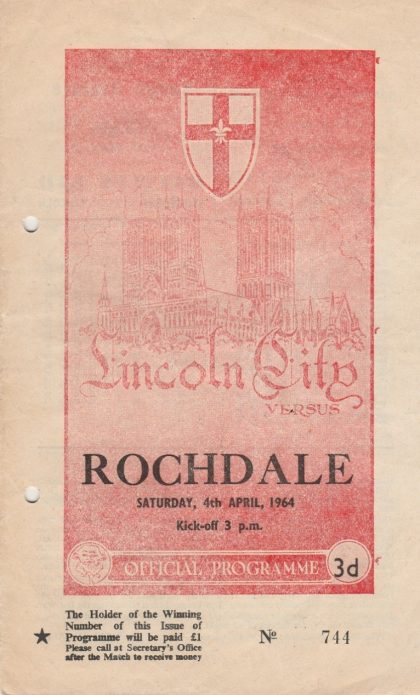 Lincoln City
VERSUS
ROCHDALE
SATURDAY, 4th APRIL, 1964
Kick-off 3 p.m.
OFFICIAL PROGRAMME 3d
The Holder of the Winning
Number of this Issue of
★ Programme will be paid £1
Please call at Secretary's Office
after the Match to receive money
№ 744